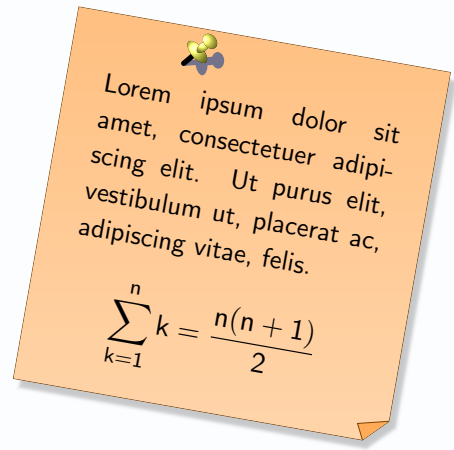 Lorem ipsum dolor sit
amet, consectetuer adipi-
scing elit. Ut purus elit,
vestibulum ut, placerat ac,
adipiscing vitae, felis.
n
∑ k = n(n + 1)
k=1 2